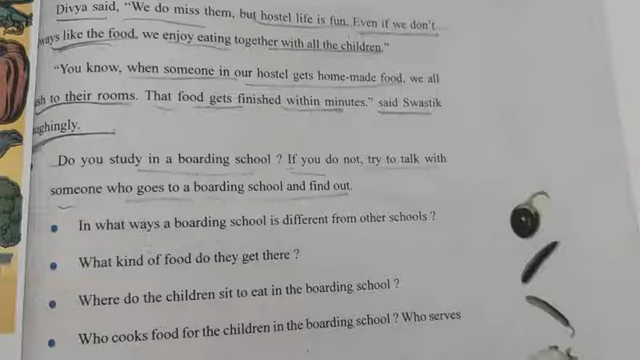 Divya said, "We do miss them, but hostel life is fun. Even if we don't
ways like the food, we enjoy eating together with all the children."
"You know, when someone in our hostel gets home-made food, we all
sh to their rooms. That food gets finished within minutes." said Swastik
ughingly.
Do you study in a boarding school ? If you do not, try to talk with
someone who goes to a boarding school and find out.
• In what ways a boarding school is different from other schools ?
• What kind of food do they get there ?
• Where do the children sit to eat in the boarding school ?
• Who cooks food for the children in the boarding school ? Who serves